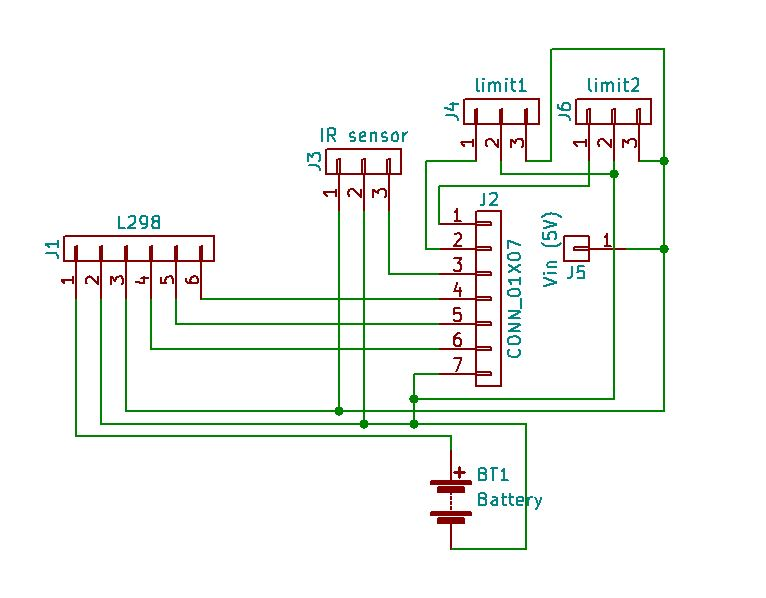 limit1
limit2
J4
J6
1 2 3
1 2 3
IR sensor
J3
1 2 3
J2
L298
J1
1 2 3 4 5 6
1
2
3
4
5
6
7
CONN_01X07
Vin (5V)
1
J5
+
BT1
Battery